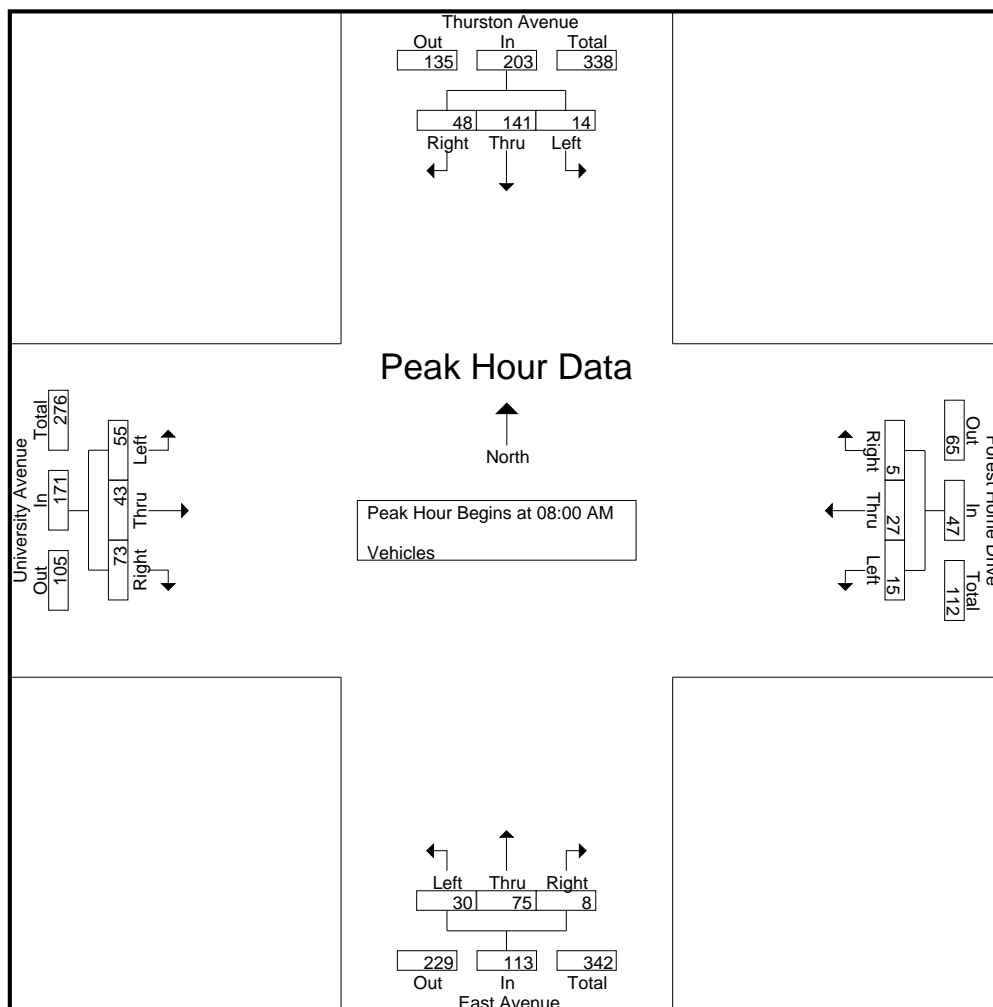 Thurston Avenue
Out In Total
135 203 338
48 141 14
Right Thru Left
Peak Hour Data
North
Peak Hour Begins at 08:00 AM
Vehicles
University Avenue
Total In Out
276 171 105
55 43 73
Left Thru Right
Forest Home Drive
Out In Total
65 47 112
5 27 15
Right Thru Left
Left Thru Right
30 75 8
229 113 342
Out In Total
East Avenue